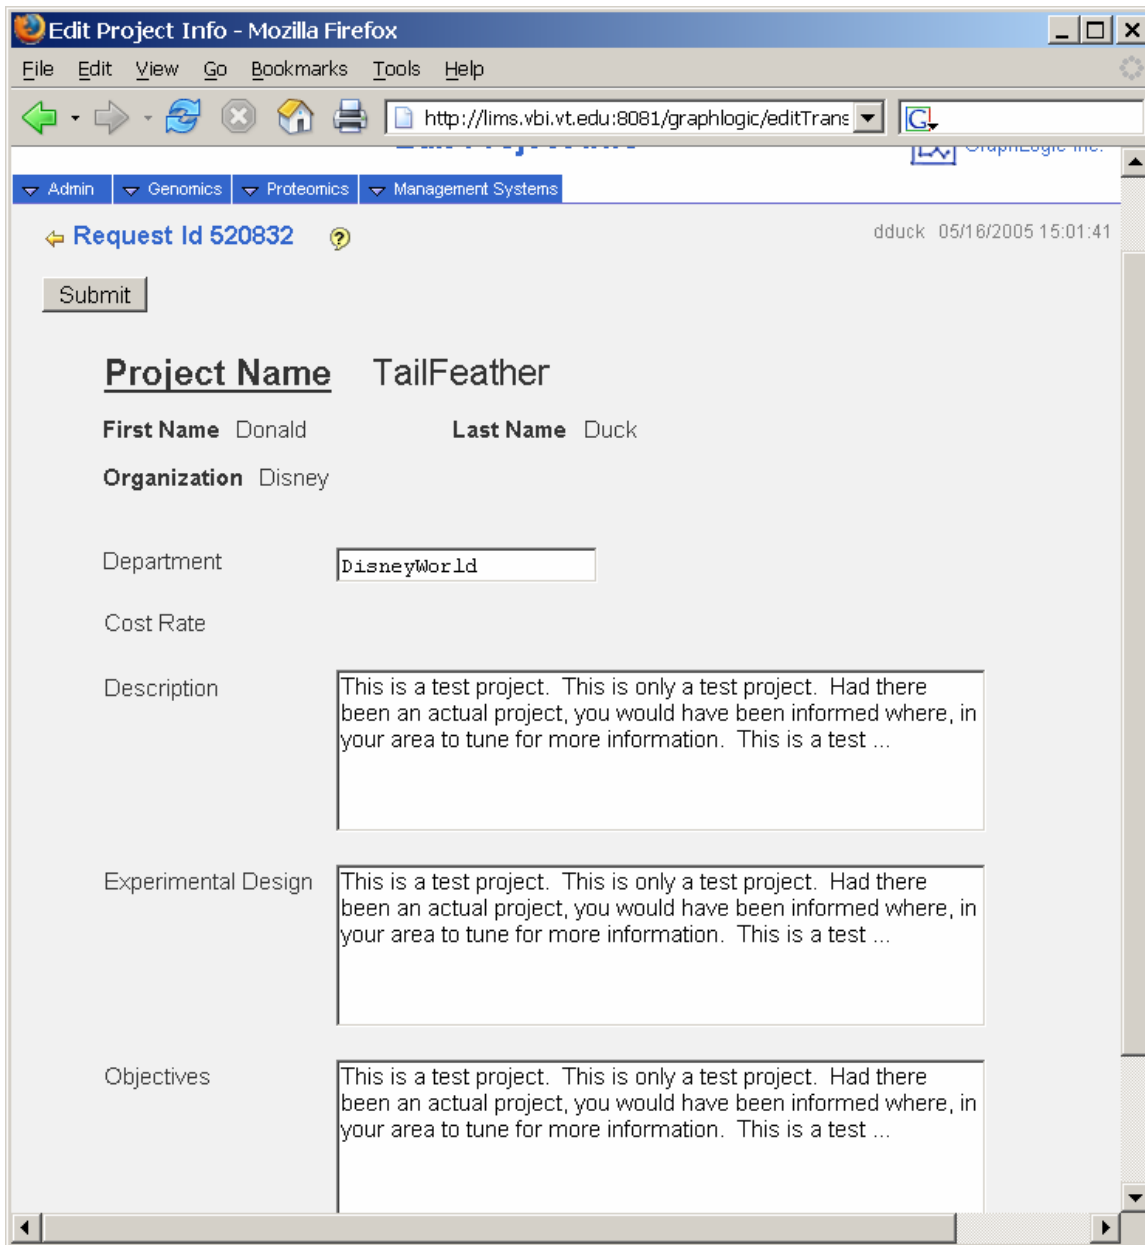 Edit Project Info - Mozilla Firefox
File Edit View Go Bookmarks Tools Help
http://lims.vbi.vt.edu:8081/graphlogic/editTrans
G
GraphLogic Inc.
Admin Genomics Proteomics Management Systems
Request Id 520832 ? dduck 05/16/2005 15:01:41
Submit
Project Name TailFeather
First Name Donald Last Name Duck
Organization Disney
Department DisneyWorld
Cost Rate
Description This is a test project. This is only a test project. Had there
been an actual project, you would have been informed where, in
your area to tune for more information. This is a test ...
Experimental Design This is a test project. This is only a test project. Had there
been an actual project, you would have been informed where, in
your area to tune for more information. This is a test ...
Objectives This is a test project. This is only a test project. Had there
been an actual project, you would have been informed where, in
your area to tune for more information. This is a test ...